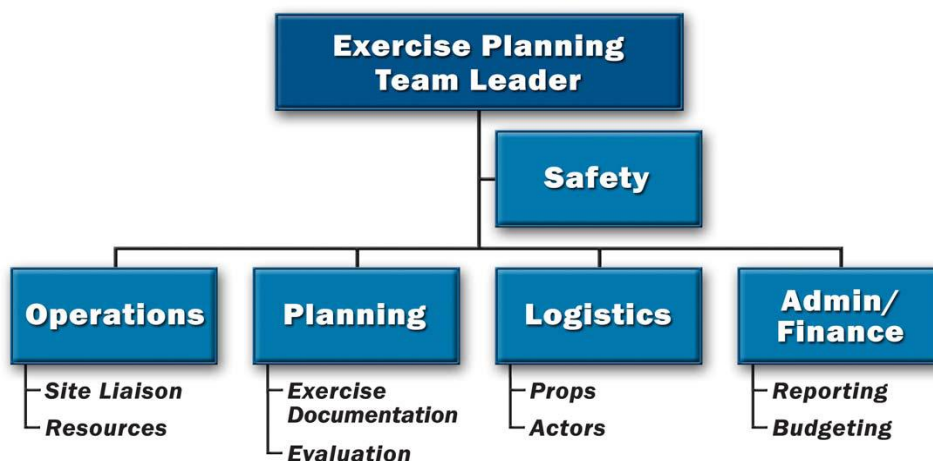 Exercise Planning
Team Leader
Safety
Operations
Site Liaison
Resources
Planning
Exercise
Documentation
Evaluation
Logistics
Props
Actors
Admin/
Finance
Reporting
Budgeting